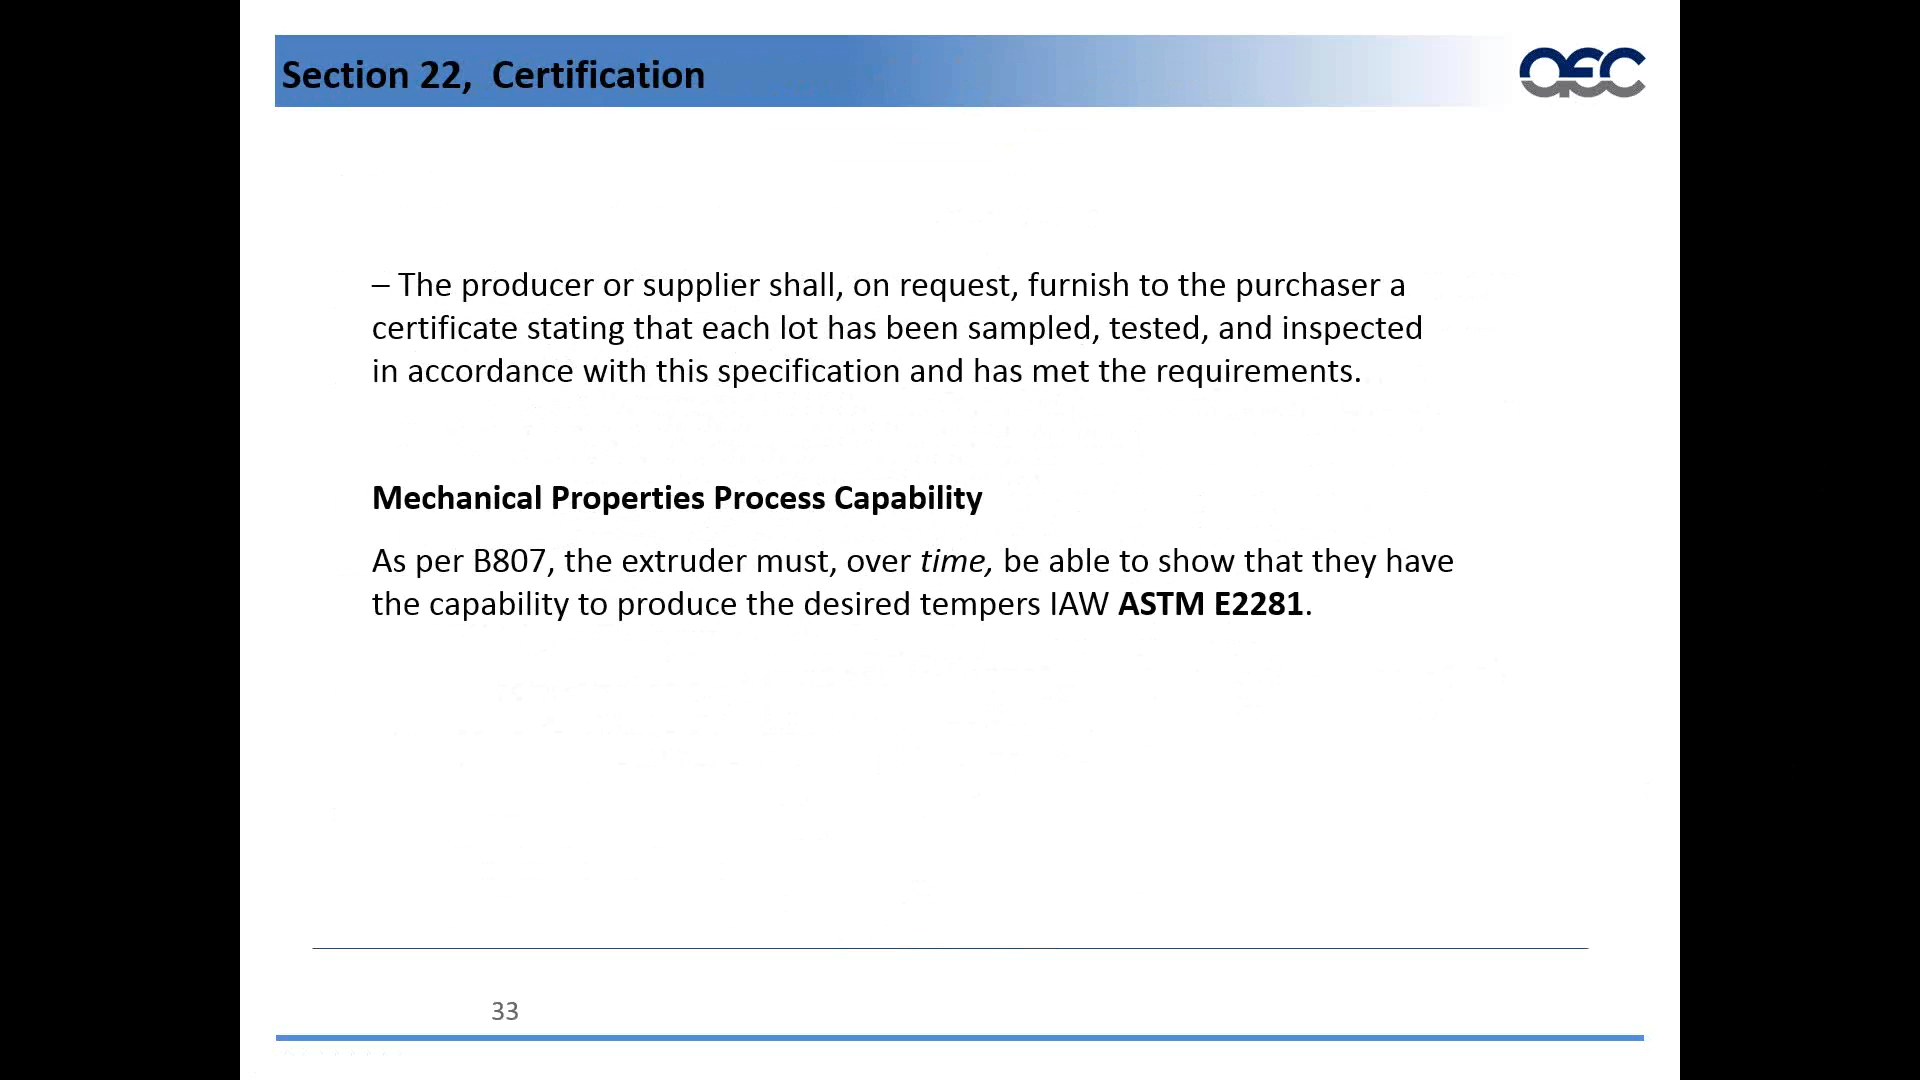 Section 22,  Certification
aec
– The producer or supplier shall, on request, furnish to the purchaser a
certificate stating that each lot has been sampled, tested, and inspected
in accordance with this specification and has met the requirements.
Mechanical Properties Process Capability
As per B807, the extruder must, over time, be able to show that they have
the capability to produce the desired tempers IAW ASTM E2281.
33